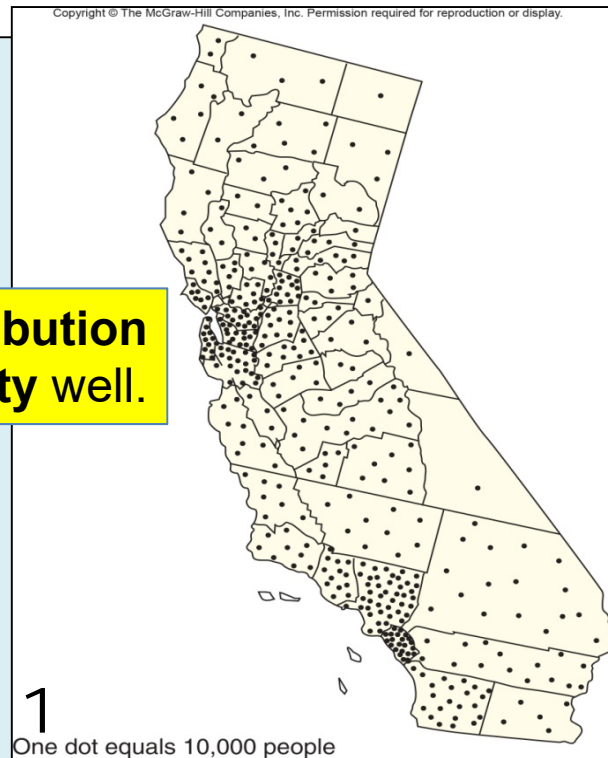 Copyright © The McGraw-Hill Companies, Inc. Permission required for reproduction or display.
bution
ty well.
1
One dot equals 10,000 people